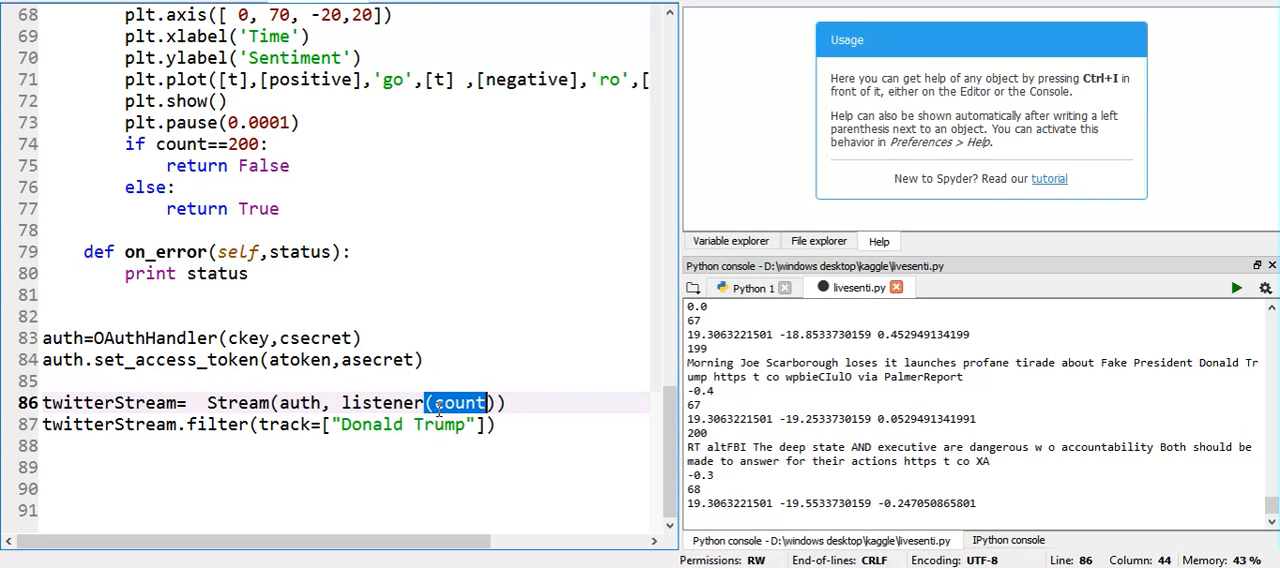 68 plt.axis([ 0, 70, -20,20])
69 plt.xlabel('Time')
70 plt.ylabel('Sentiment')
71 plt.plot([t],[positive],'go',[t] ,[negative],'ro',[
72 plt.show()
73 plt.pause(0.0001)
74 if count==200:
75 return False
76 else:
77 return True
78
79 def on_error(self,status):
80 print status
81
82
83 auth=OAuthHandler(ckey,csecret)
84 auth.set_access_token(atoken,asecret)
85
86 twitterStream=  Stream(auth, listener(count))
87 twitterStream.filter(track=["Donald Trump"])
88
89
90
91
Usage
Here you can get help of any object by pressing Ctrl+I in
front of it, either on the Editor or the Console.
Help can also be shown automatically after writing a left
parenthesis next to an object. You can activate this
behavior in Preferences > Help.
New to Spyder? Read our tutorial
Variable explorer File explorer Help
Python console - D:\windows desktop\kaggle\livesenti.py
Python 1 livesenti.py
0.0
67
19.3063221501 -18.8533730159 0.452949134199
199
Morning Joe Scarborough loses it launches profane tirade about Fake President Donald Tr
ump https t co wpbieCIulO via PalmerReport
-0.4
67
19.3063221501 -19.2533730159 0.0529491341991
200
RT altFBI The deep state AND executive are dangerous w o accountability Both should be
made to answer for their actions https t co XA
-0.3
68
19.3063221501 -19.5533730159 -0.247050865801
Python console - D:\windows desktop\kaggle\livesenti.py IPython console
Permissions: RW End-of-lines: CRLF Encoding: UTF-8 Line: 86 Column: 44 Memory: 43 %